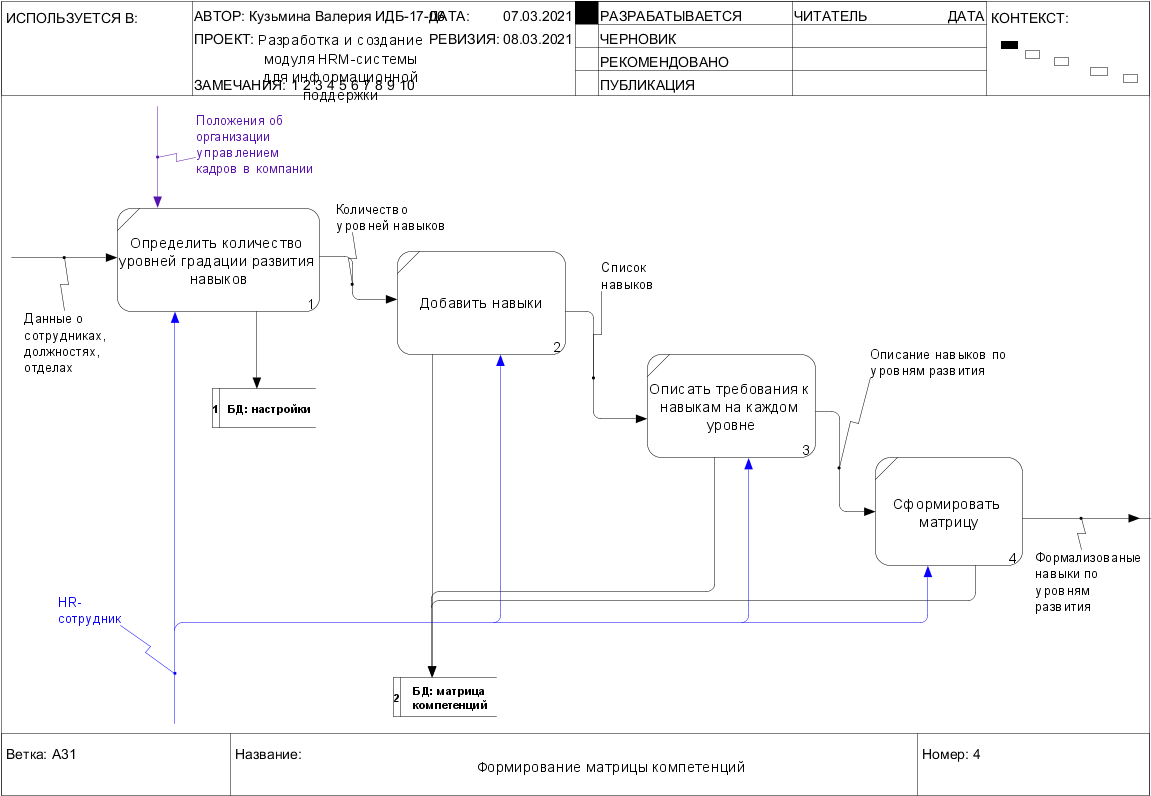 ИСПОЛЬЗУЕТСЯ В:
АВТОР: Кузьмина Валерия ИДБ-17-06
ДАТА: 07.03.2021
ПРОЕКТ: Разработка и создание
модуля HRM-системы
для информационной
поддержки
РЕВИЗИЯ: 08.03.2021
ЗАМЕЧАНИЯ: 1 2 3 4 5 6 7 8 9 10
РАЗРАБАТЫВАЕТСЯ
ЧЕРНОВИК
РЕКОМЕНДОВАНО
ПУБЛИКАЦИЯ
ЧИТАТЕЛЬ
ДАТА
КОНТЕКСТ:
Положения об
организации
управлением
кадров в компании
Определить количество
уровней градации развития
навыков
1
Количество
уровней навыков
Данные о
сотрудниках,
должностях,
отделах
Добавить навыки
2
Список
навыков
1 БД: настройки
Описать требования к
навыкам на каждом
уровне
3
Описание навыков по
уровням развития
Сформировать
матрицу
4
Формализованые
навыки по
уровням
развития
HR-
сотрудник
2
БД: матрица
компетенций
Ветка: A31
Название:
Формирование матрицы компетенций
Номер: 4